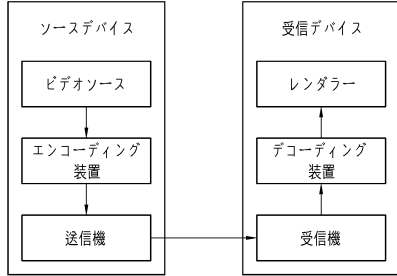 ソースデバイス
ビデオソース
エンコーディング
装置
送信機
受信デバイス
レンダラー
デコーディング
装置
受信機